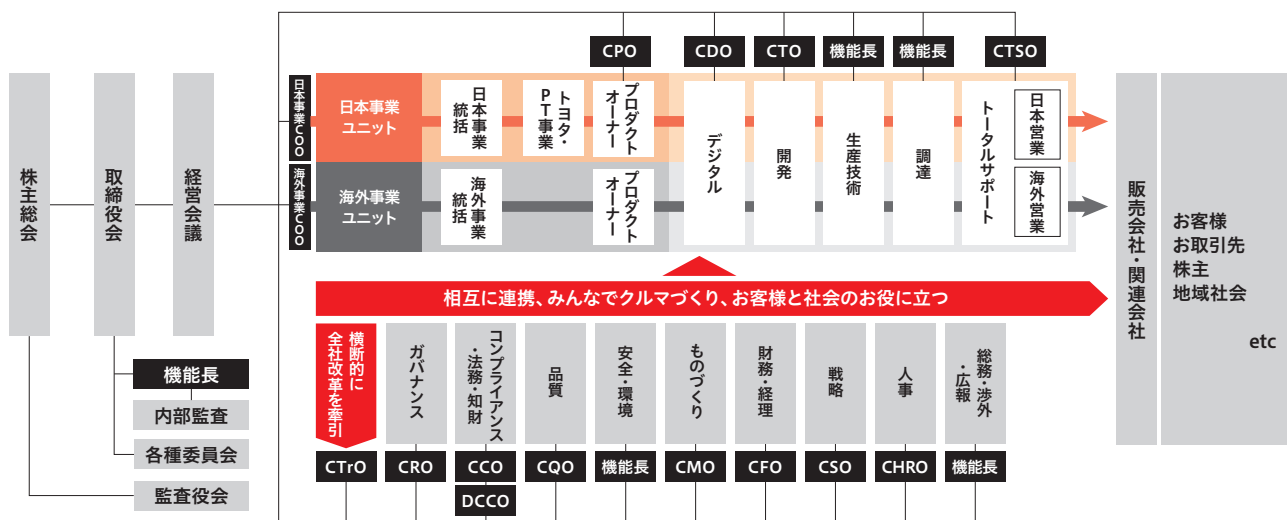 株主総会
取締役会
経営会議
機能長
内部監査
各種委員会
監査役会
CPO
CDO
CTO
機能長
機能長
CTSO
日本事業COO
日本事業
ユニット
日本事業
統括
トヨタ・
PT事業
プロダクト
オーナー
デジタル
開発
生産技術
調達
トータルサポート
日本営業
海外事業COO
海外事業
ユニット
海外事業
統括
プロダクト
オーナー
海外営業
相互に連携、みんなでクルマづくり、お客様と社会のお役に立つ
横断的に
全社改革を牽引
ガバナンス
コンプライアンス
・法務・知財
品質
安全・環境
ものづくり
財務・経理
戦略
人事
総務・渉外
・広報
CTrO
CRO
CCO
DCCO
CQO
機能長
CMO
CFO
CSO
CHRO
機能長
販売会社・関連会社
お客様
お取引先
株主
地域社会
etc